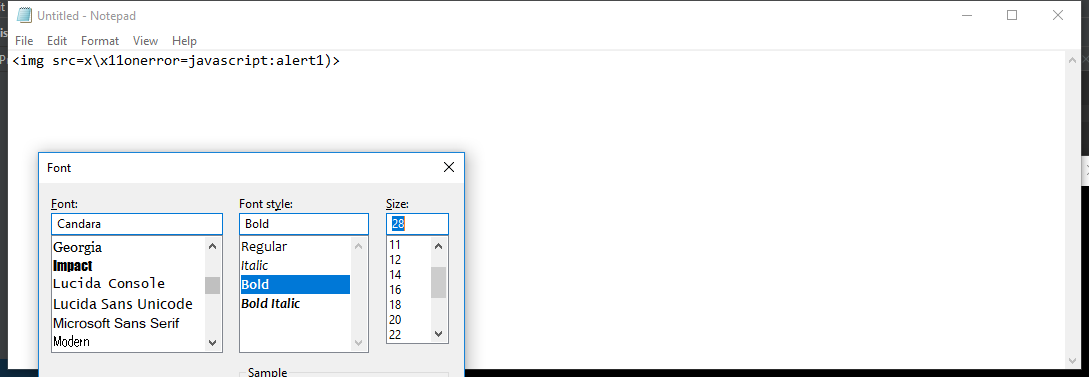 Untitled - Notepad
File Edit Format View Help
<img src=x\x11onerror=javascript:alert1)>
Font
Font: Font style: Size:
Candara Bold 28
Georgia Regular 11
Impact Italic 12
Lucida Console Bold 14
Lucida Sans Unicode Bold Italic 16
Microsoft Sans Serif 18
Modern 20
22
Sample